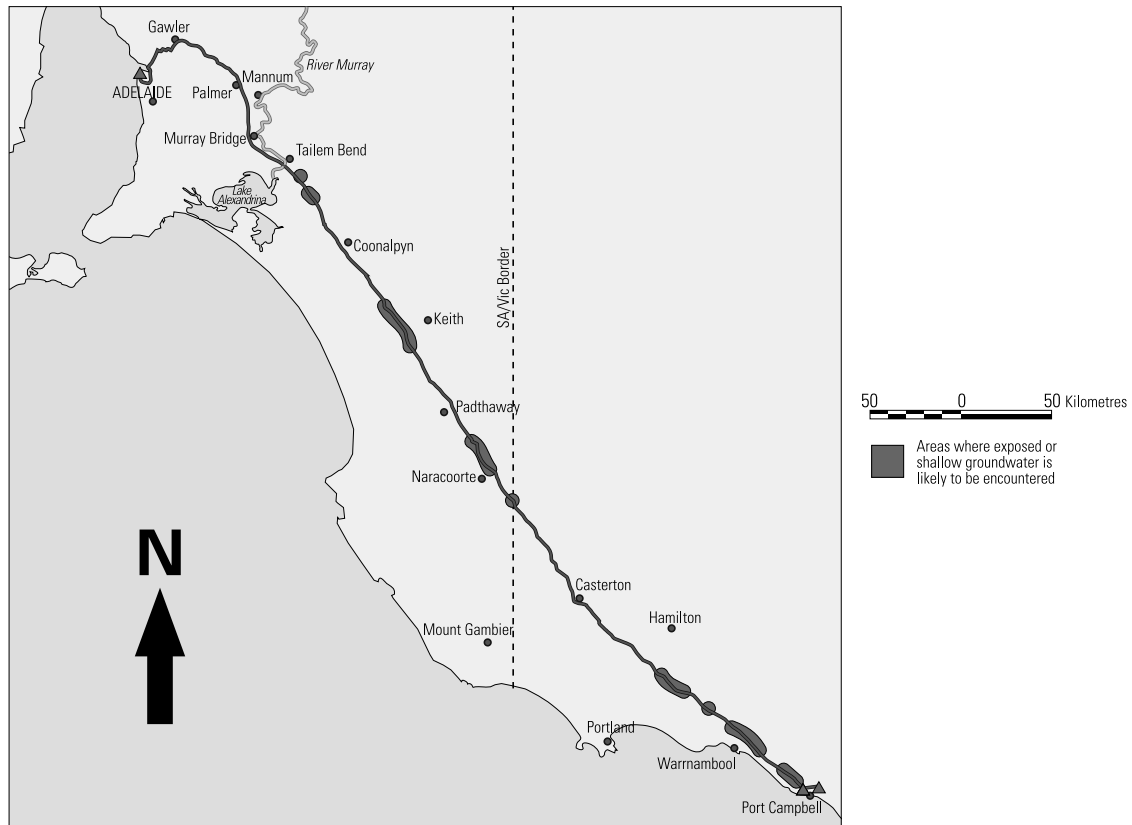 Gawler
River Murray
Mannum
ADELAIDE
Palmer
Murray Bridge
Tailem Bend
Lake
Alexandrina
Coonalpyn
SA/Vic Border
Keith
50 0 50 Kilometres
Padthaway
Areas where exposed or
shallow groundwater is
likely to be encountered
Naracoorte
N
Casterton
Hamilton
Mount Gambier
Portland
Warrnambool
Port Campbell